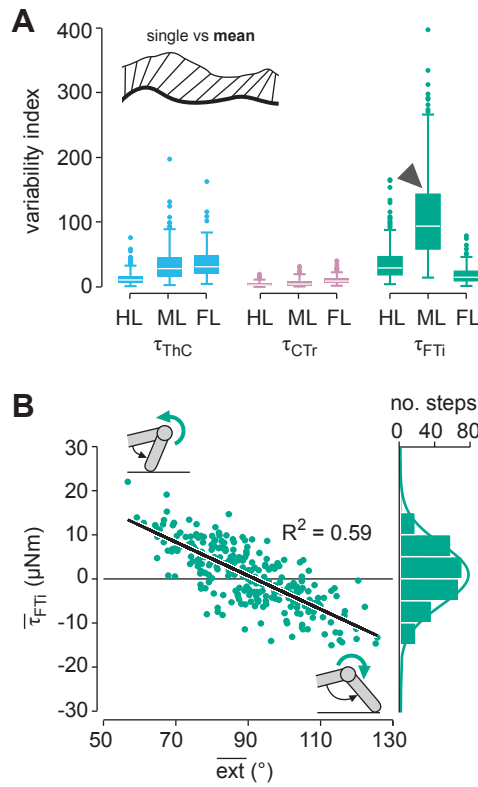 A
single vs mean
variability index
400
300
200
100
0
HL ML FL HL ML FL HL ML FL
τThC τCTr τFTi
B
no. steps
0 40 80
30
20
10
0
-10
-20
-30
τ̅FTi (µNm)
R² = 0.59
50 70 90 110 130
e̅x̅t̅ (°)